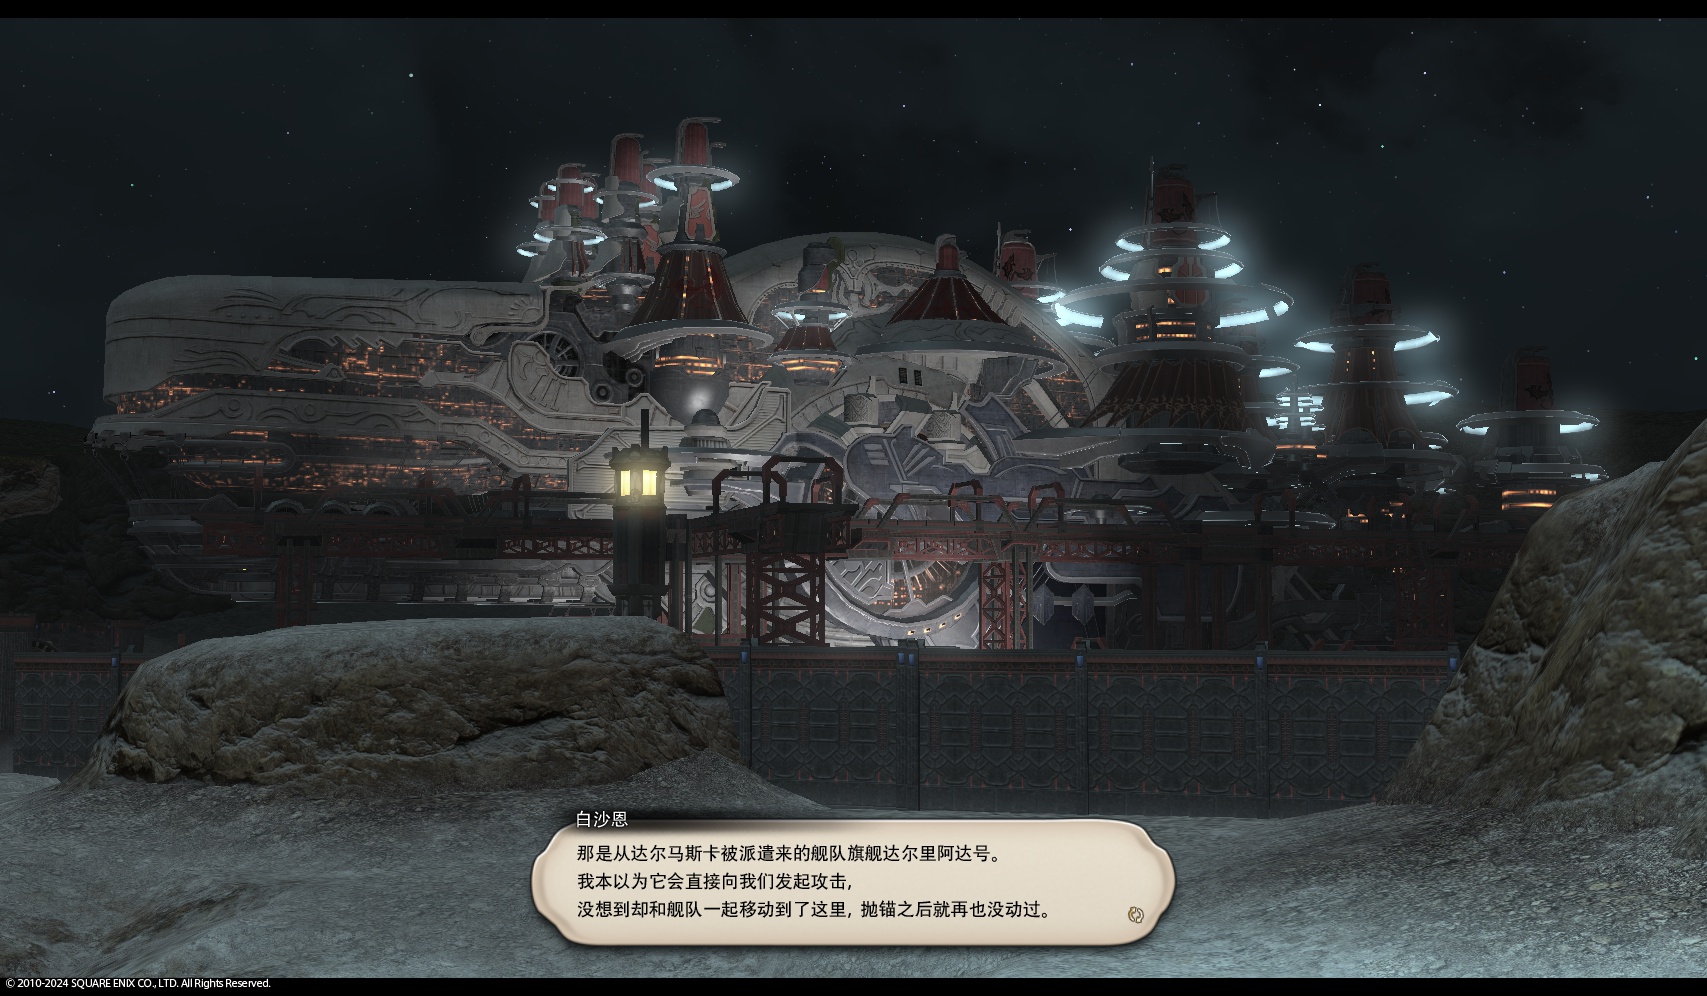 白沙恩
那是从达尔马斯卡被派遣来的舰队旗舰达尔里阿达号。
我本以为它会直接向我们发起攻击,
没想到却和舰队一起移动到了这里, 抛锚之后就再也没动过。
© 2010-2024 SQUARE ENIX CO., LTD. All Rights Reserved.